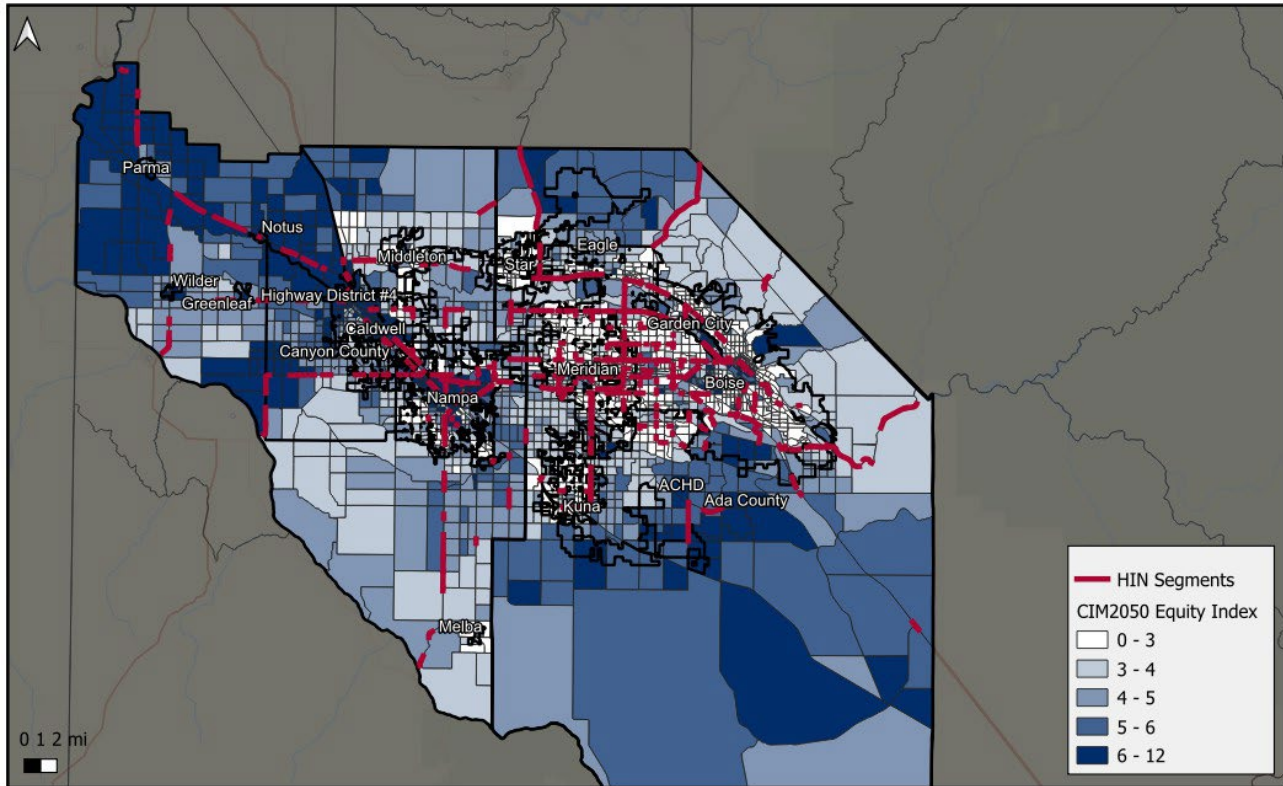 Parma
Notus
Eagle
Middleton
Star
Wilder
Greenleaf
Highway District #4
Garden City
Caldwell
Canyon County
Meridian
Boise
Nampa
ACHD
Ada County
Kuna
Melba
HIN Segments
CIM2050 Equity Index
0 - 3
3 - 4
4 - 5
5 - 6
6 - 12
0 1 2 mi